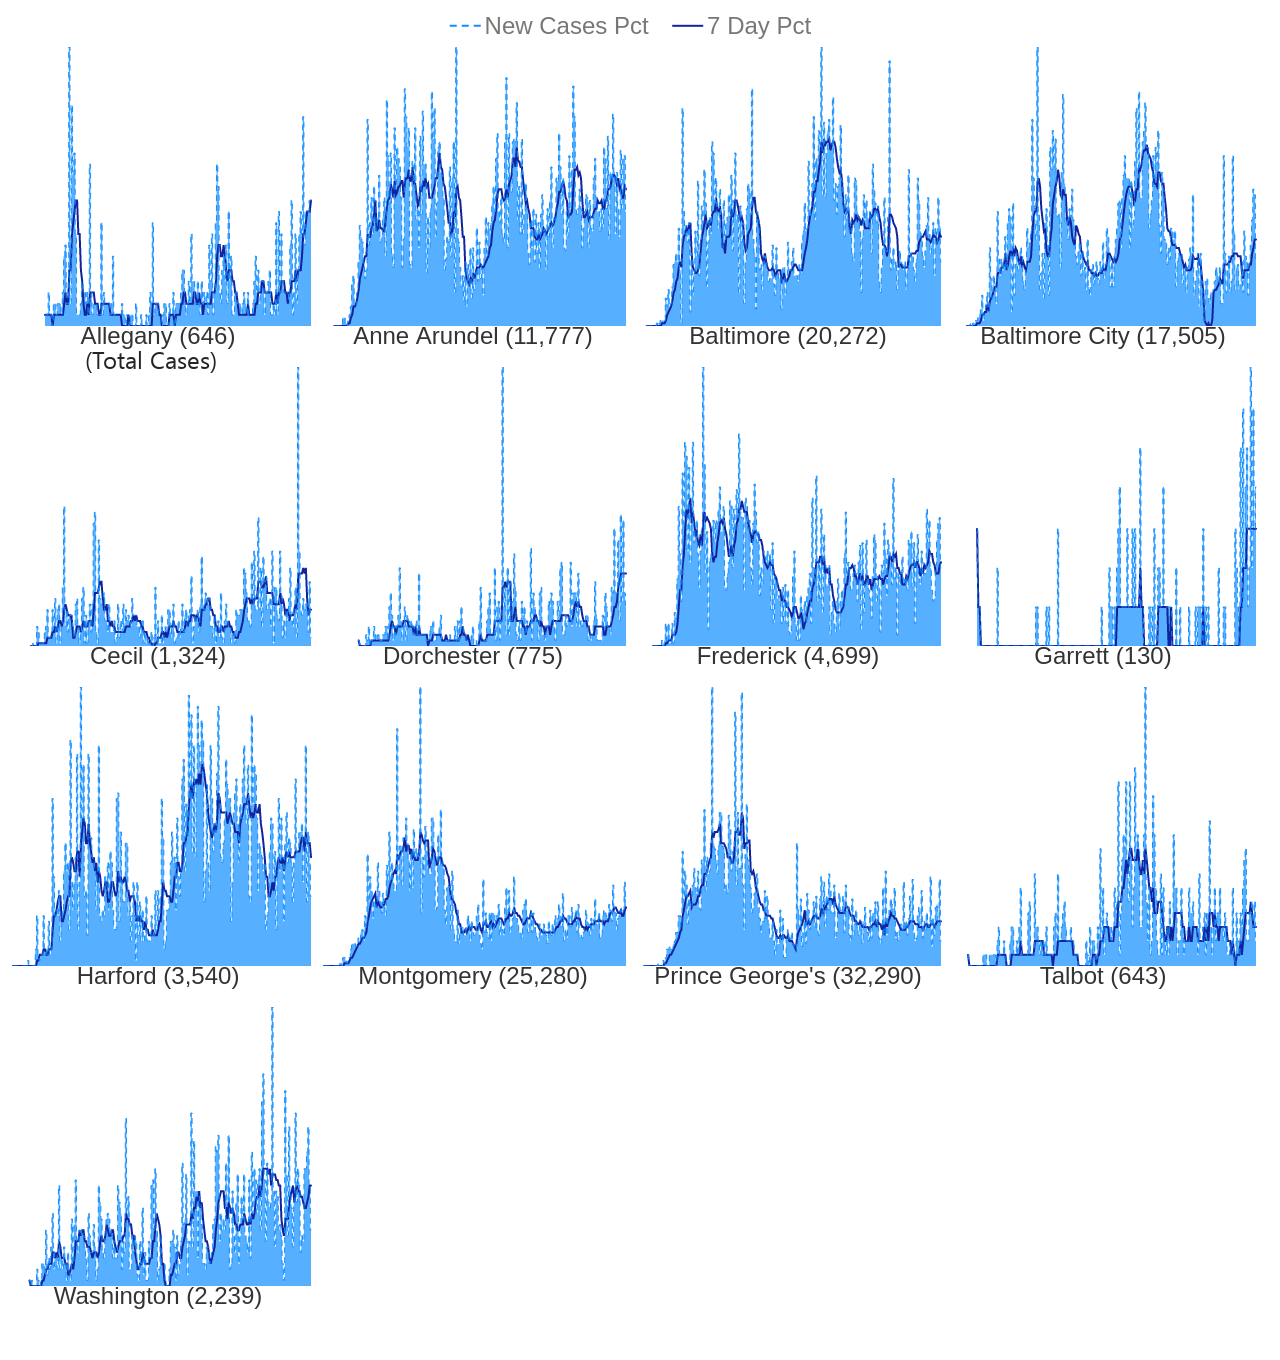 New Cases Pct 7 Day Pct
Allegany (646) Anne Arundel (11,777) Baltimore (20,272) Baltimore City (17,505)
(Total Cases)
Cecil (1,324) Dorchester (775) Frederick (4,699) Garrett (130)
Harford (3,540) Montgomery (25,280) Prince George's (32,290) Talbot (643)
Washington (2,239)